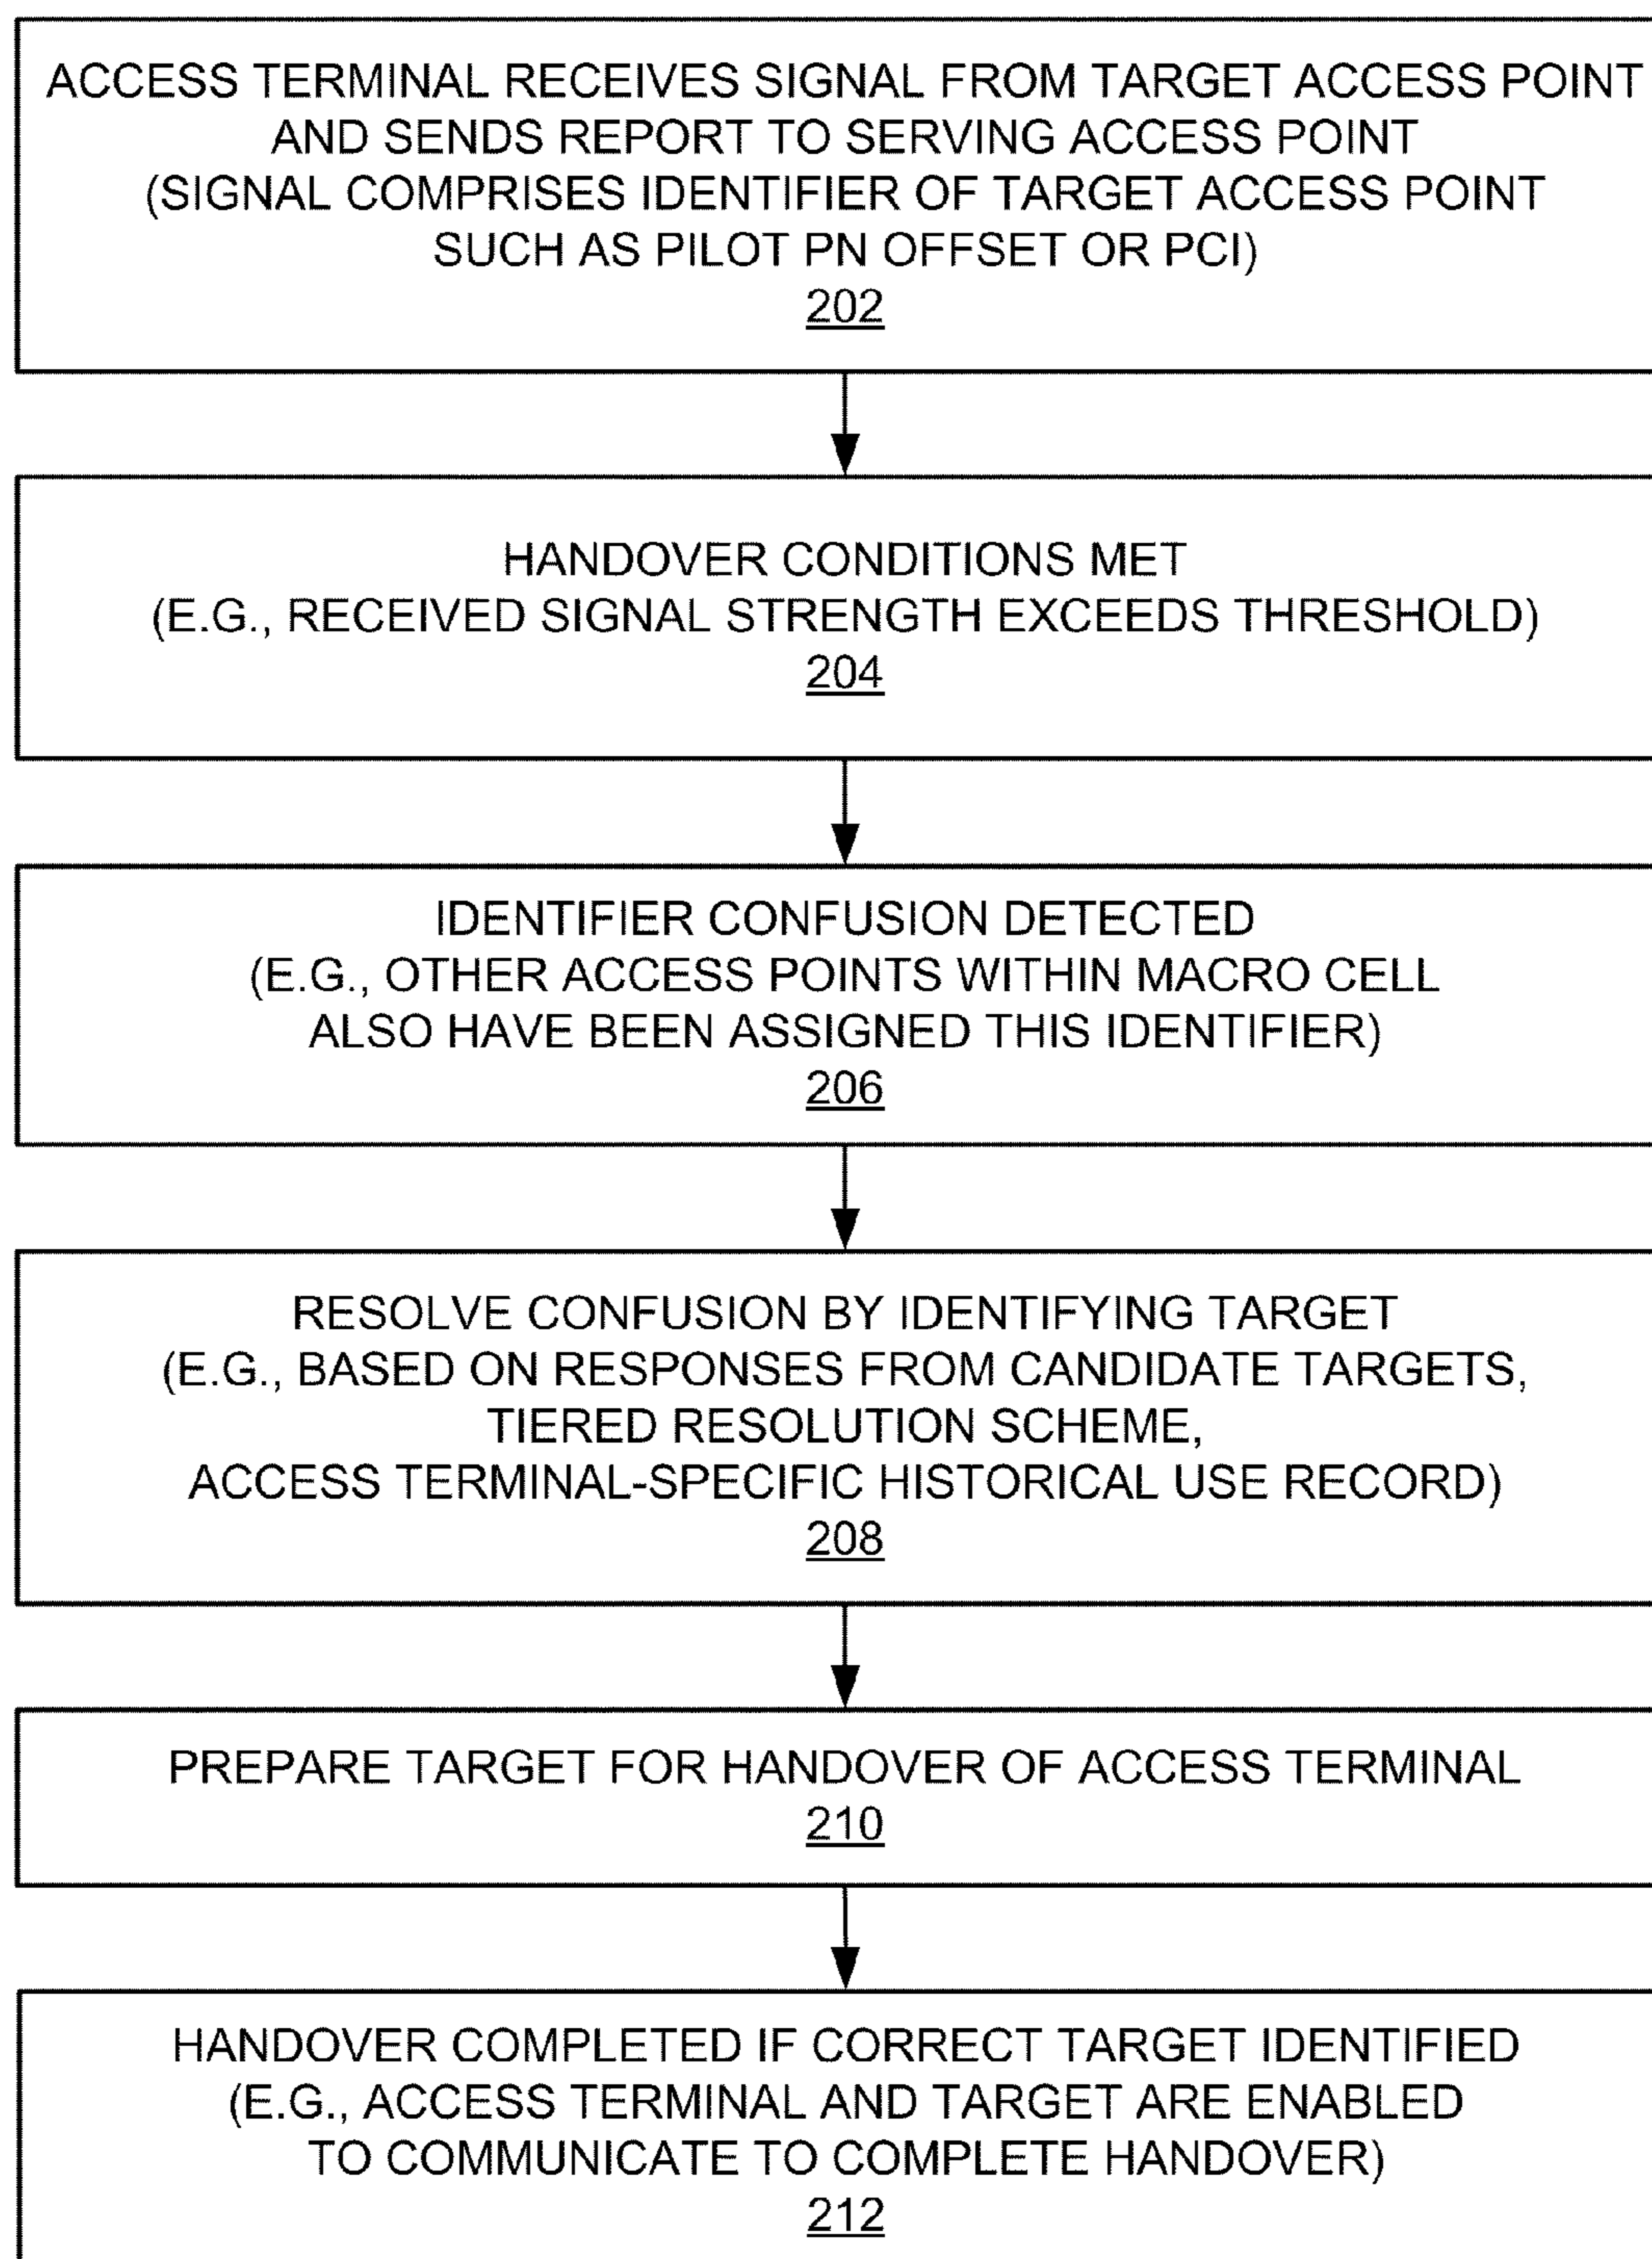 ACCESS TERMINAL RECEIVES SIGNAL FROM TARGET ACCESS POINT
AND SENDS REPORT TO SERVING ACCESS POINT
(SIGNAL COMPRISES IDENTIFIER OF TARGET ACCESS POINT
SUCH AS PILOT PN OFFSET OR PCI)
202
HANDOVER CONDITIONS MET
(E.G., RECEIVED SIGNAL STRENGTH EXCEEDS THRESHOLD)
204
IDENTIFIER CONFUSION DETECTED
(E.G., OTHER ACCESS POINTS WITHIN MACRO CELL
ALSO HAVE BEEN ASSIGNED THIS IDENTIFIER)
206
RESOLVE CONFUSION BY IDENTIFYING TARGET
(E.G., BASED ON RESPONSES FROM CANDIDATE TARGETS,
TIERED RESOLUTION SCHEME,
ACCESS TERMINAL-SPECIFIC HISTORICAL USE RECORD)
208
PREPARE TARGET FOR HANDOVER OF ACCESS TERMINAL
210
HANDOVER COMPLETED IF CORRECT TARGET IDENTIFIED
(E.G., ACCESS TERMINAL AND TARGET ARE ENABLED
TO COMMUNICATE TO COMPLETE HANDOVER)
212